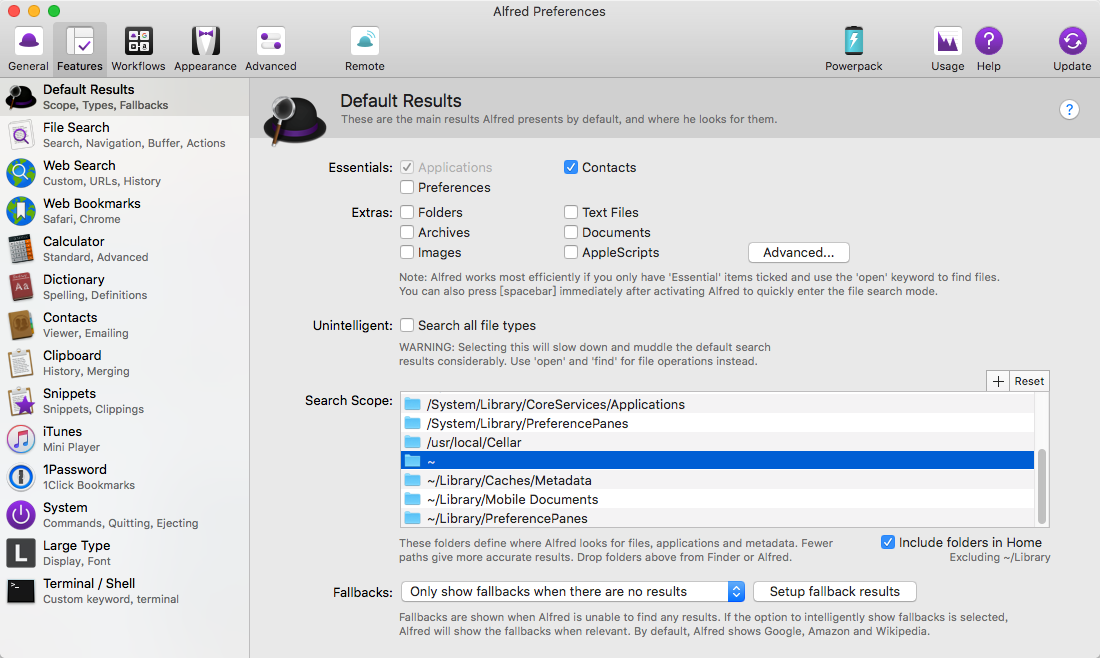 Alfred Preferences
General
Features
Workflows
Appearance
Advanced
Remote
Powerpack
Usage
Help
Update
Default Results
Scope, Types, Fallbacks
File Search
Search, Navigation, Buffer, Actions
Web Search
Custom, URLs, History
Web Bookmarks
Safari, Chrome
Calculator
Standard, Advanced
Dictionary
Spelling, Definitions
Contacts
Viewer, Emailing
Clipboard
History, Merging
Snippets
Snippets, Clippings
iTunes
Mini Player
1Password
1Click Bookmarks
System
Commands, Quitting, Ejecting
Large Type
Display, Font
Terminal / Shell
Custom keyword, terminal
Default Results
These are the main results Alfred presents by default, and where he looks for them.
?
Essentials: Applications Contacts
Preferences
Extras: Folders Text Files
Archives Documents
Images AppleScripts Advanced...
Note: Alfred works most efficiently if you only have 'Essential' items ticked and use the 'open' keyword to find files.
You can also press [spacebar] immediately after activating Alfred to quickly enter the file search mode.
Unintelligent: Search all file types
WARNING: Selecting this will slow down and muddle the default search
results considerably. Use 'open' and 'find' for file operations instead.
+ Reset
Search Scope:
/System/Library/CoreServices/Applications
/System/Library/PreferencePanes
/usr/local/Cellar
~
~/Library/Caches/Metadata
~/Library/Mobile Documents
~/Library/PreferencePanes
These folders define where Alfred looks for files, applications and metadata. Fewer
paths give more accurate results. Drop folders above from Finder or Alfred.
Include folders in Home
Excluding ~/Library
Fallbacks: Only show fallbacks when there are no results Setup fallback results
Fallbacks are shown when Alfred is unable to find any results. If the option to intelligently show fallbacks is selected,
Alfred will show the fallbacks when relevant. By default, Alfred shows Google, Amazon and Wikipedia.